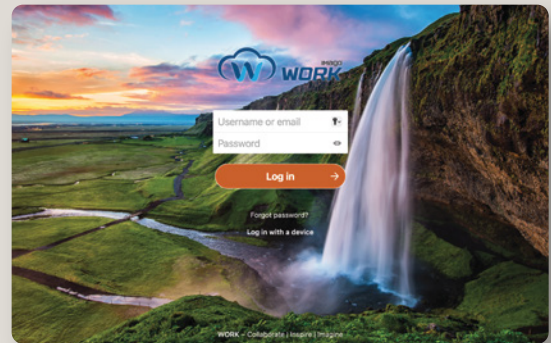 imago
WORK
Username or email
Password
Log in
Forgot password?
Log in with a device
WORK – Collaborate | Inspire | Imagine